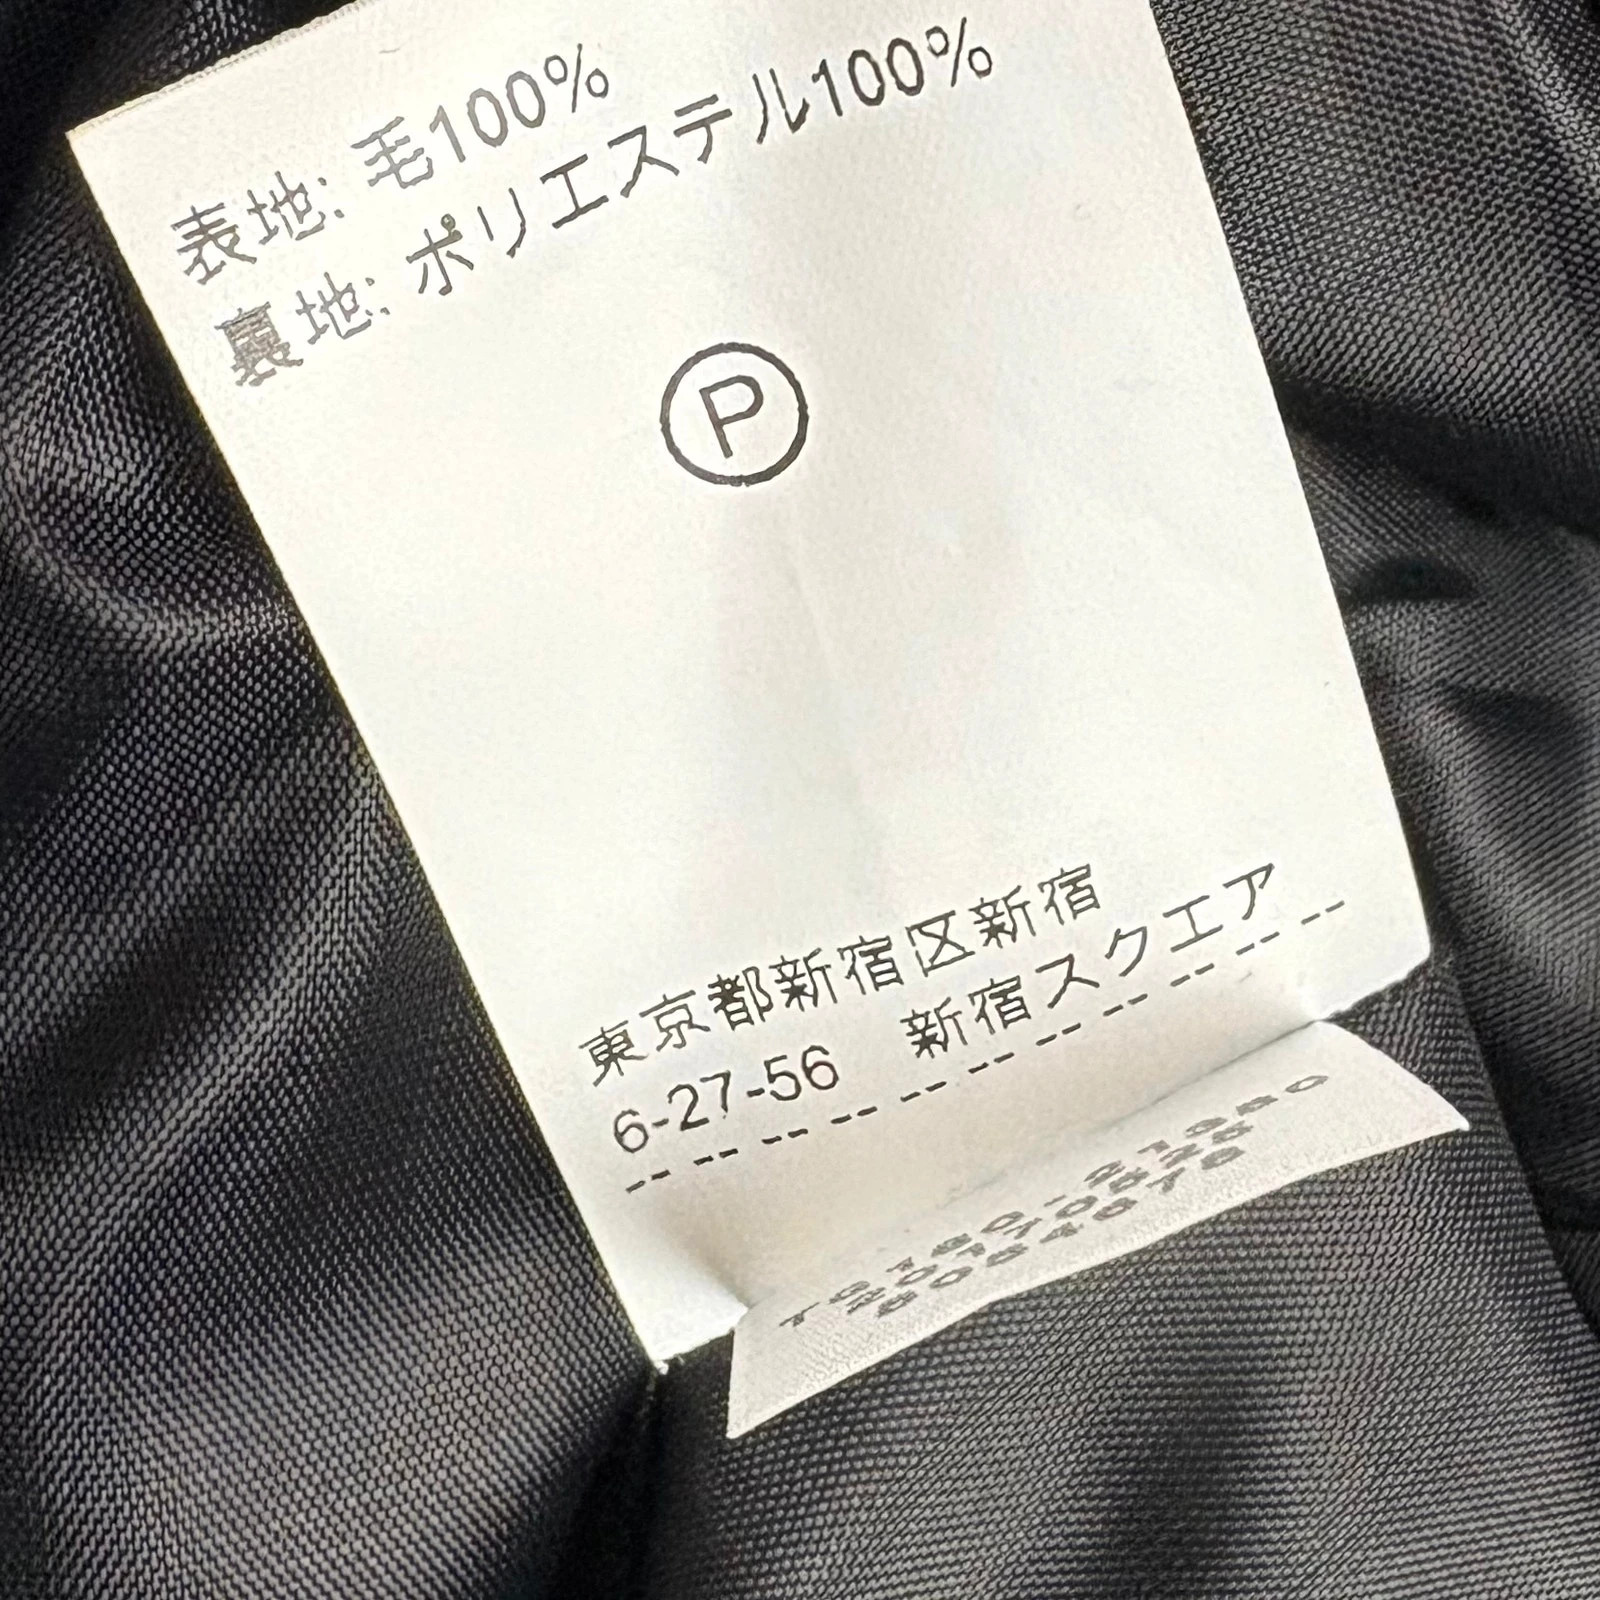 表地: 毛100%
裏地: ポリエステル100%
P
東京都新宿区新宿
6-27-56 新宿スクエア